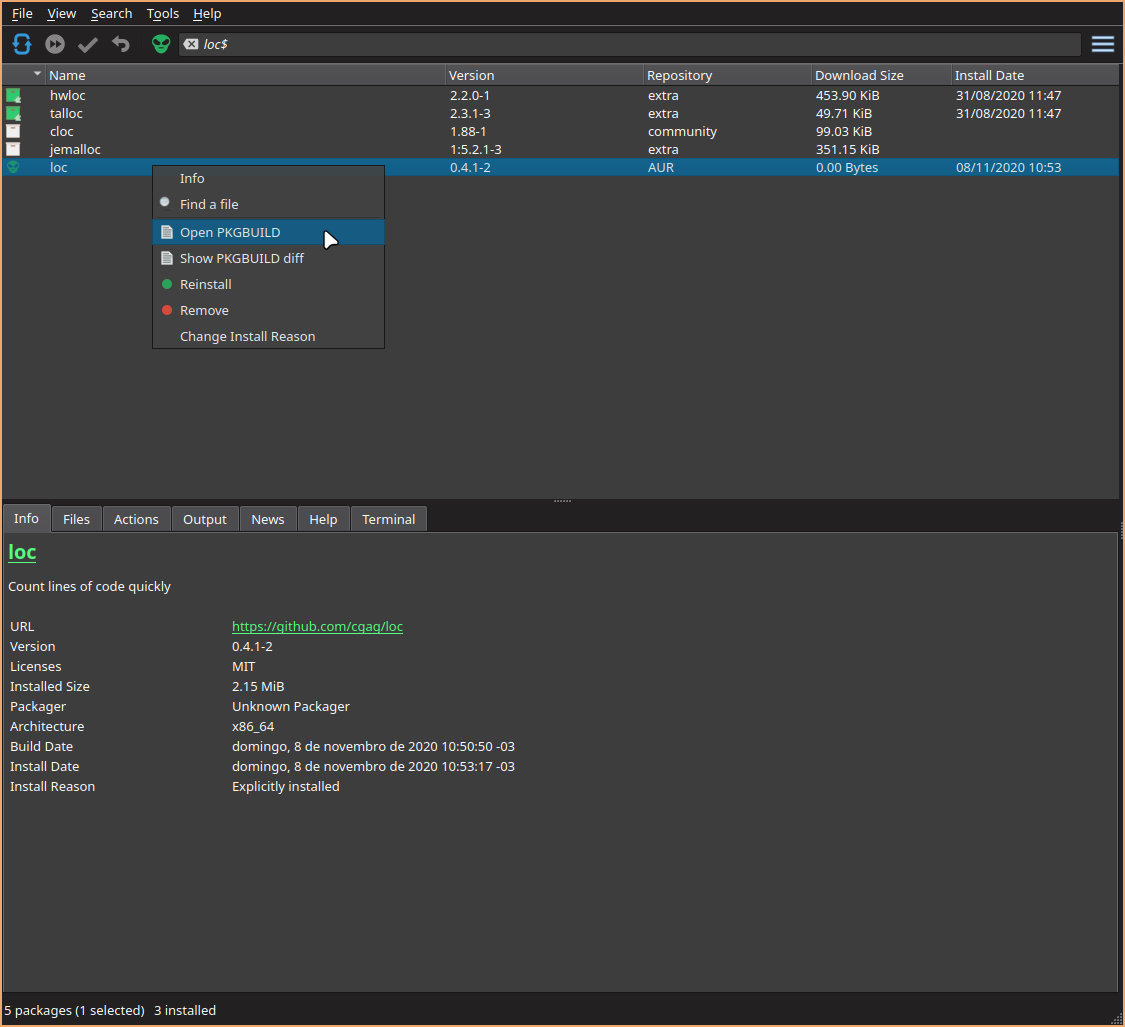 File View Search Tools Help
loc$
Name Version Repository Download Size Install Date
hwloc 2.2.0-1 extra 453.90 KiB 31/08/2020 11:47
talloc 2.3.1-3 extra 49.71 KiB 31/08/2020 11:47
cloc 1.88-1 community 99.03 KiB
jemalloc 1:5.2.1-3 extra 351.15 KiB
loc 0.4.1-2 AUR 0.00 Bytes 08/11/2020 10:53
Info
Find a file
Open PKGBUILD
Show PKGBUILD diff
Reinstall
Remove
Change Install Reason
Info Files Actions Output News Help Terminal
loc
Count lines of code quickly
URL https://github.com/cgag/loc
Version 0.4.1-2
Licenses MIT
Installed Size 2.15 MiB
Packager Unknown Packager
Architecture x86_64
Build Date domingo, 8 de novembro de 2020 10:50:50 -03
Install Date domingo, 8 de novembro de 2020 10:53:17 -03
Install Reason Explicitly installed
5 packages (1 selected) 3 installed